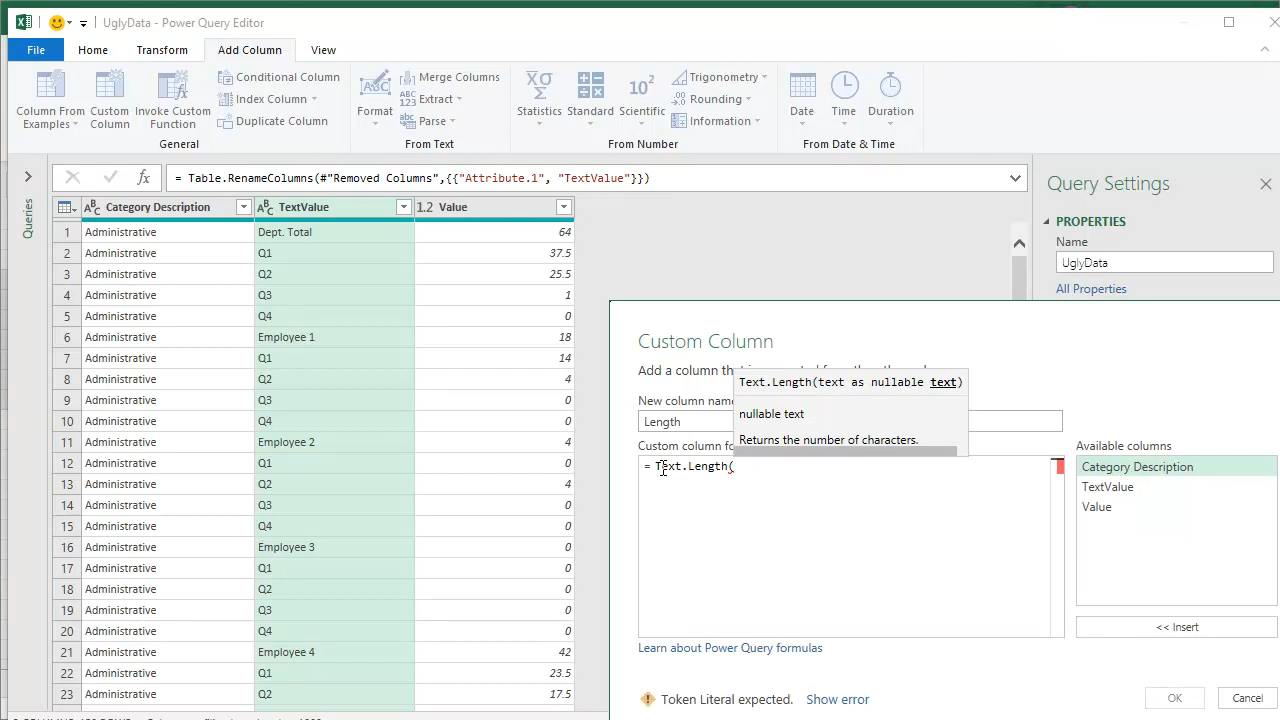 UglyData - Power Query Editor
File Home Transform Add Column View
Column From Examples
Custom Column
Invoke Custom Function
Conditional Column
Index Column
Duplicate Column
General
Format
Merge Columns
Extract
Parse
From Text
Statistics
Standard
Scientific
Trigonometry
Rounding
Information
From Number
Date
Time
Duration
From Date & Time
= Table.RenameColumns(#"Removed Columns",{{"Attribute.1", "TextValue"}})
Queries
Category Description TextValue 1.2 Value
1 Administrative Dept. Total 64
2 Administrative Q1 37.5
3 Administrative Q2 25.5
4 Administrative Q3 1
5 Administrative Q4 0
6 Administrative Employee 1 18
7 Administrative Q1 14
8 Administrative Q2 4
9 Administrative Q3 0
10 Administrative Q4 0
11 Administrative Employee 2 4
12 Administrative Q1 0
13 Administrative Q2 4
14 Administrative Q3 0
15 Administrative Q4 0
16 Administrative Employee 3 0
17 Administrative Q1 0
18 Administrative Q2 0
19 Administrative Q3 0
20 Administrative Q4 0
21 Administrative Employee 4 42
22 Administrative Q1 23.5
23 Administrative Q2 17.5
Query Settings
PROPERTIES
Name
UglyData
All Properties
Custom Column
Add a column
New column name
Length
Custom column
Text.Length(text as nullable text)
nullable text
Returns the number of characters.
= Text.Length(
Available columns
Category Description
TextValue
Value
<< Insert
Learn about Power Query formulas
Token Literal expected. Show error
OK Cancel